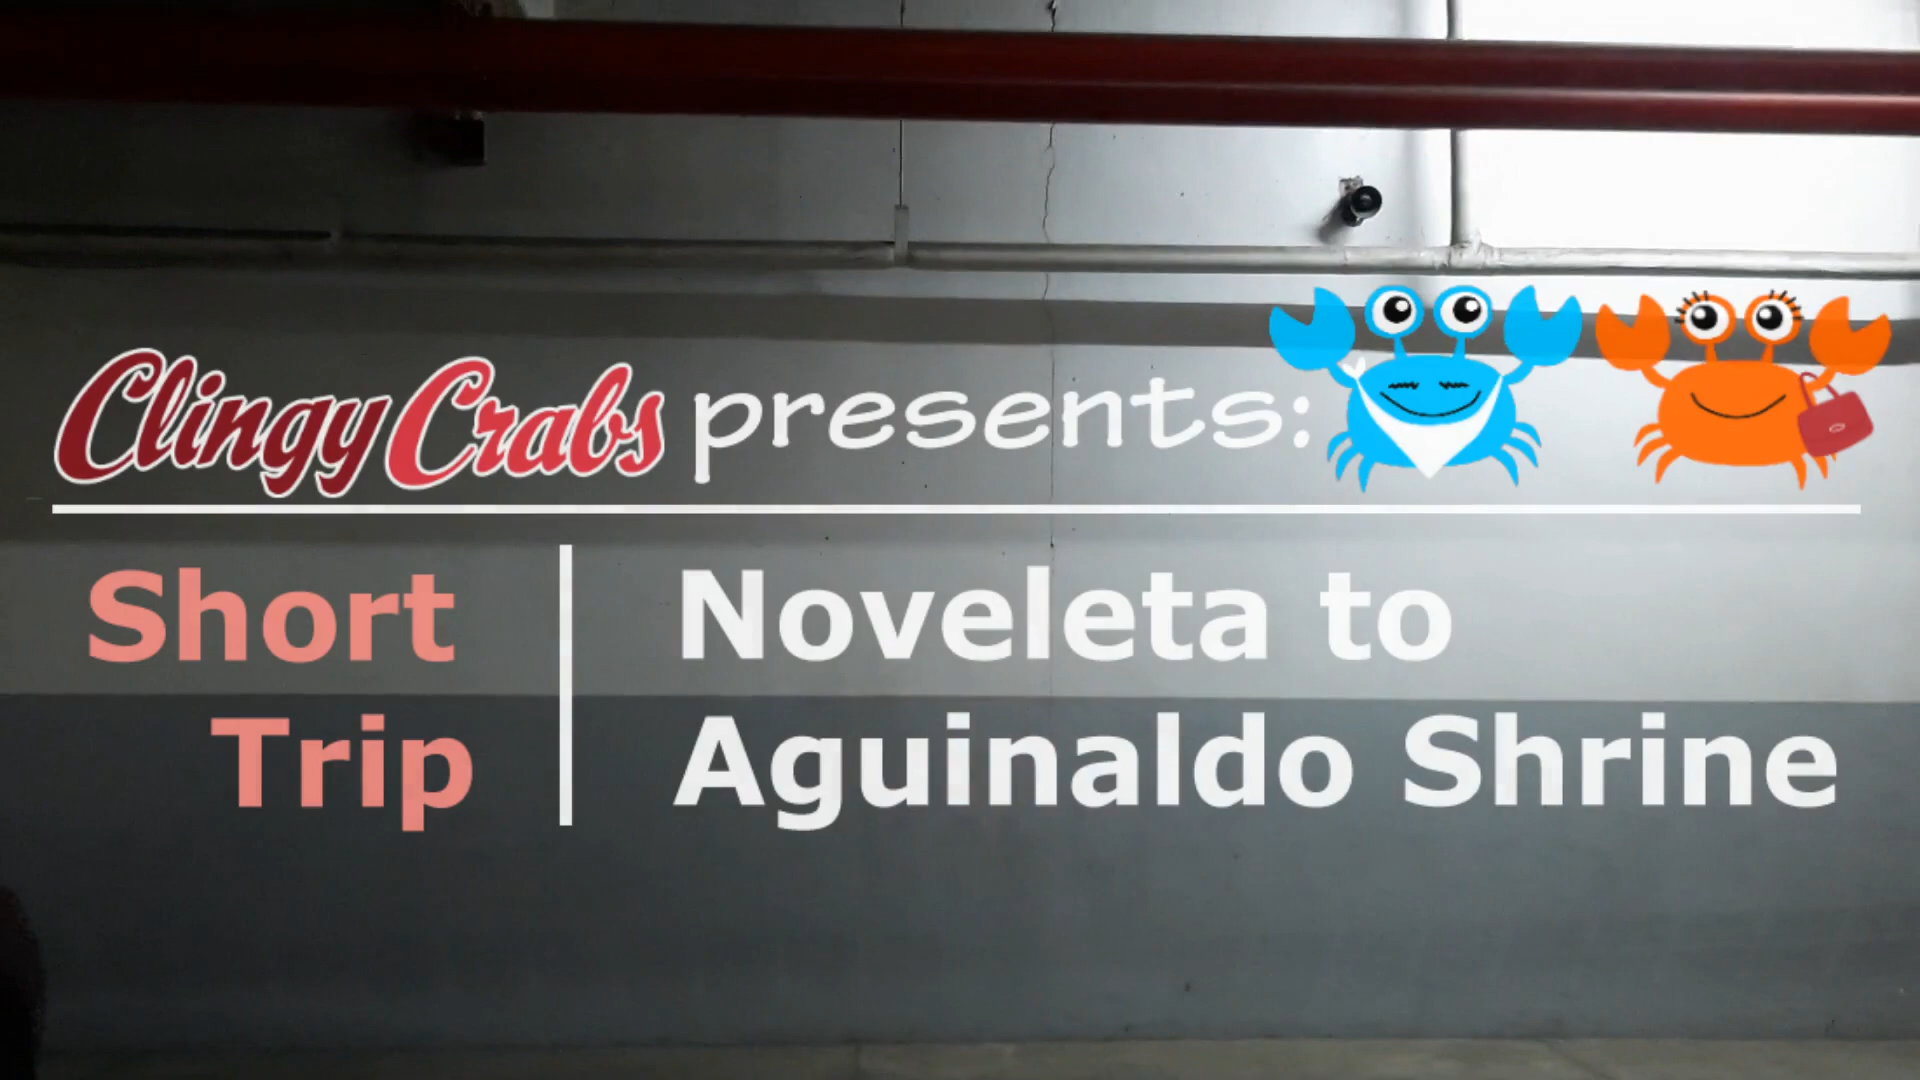 Clingy Crabs presents:
Short
Trip
Noveleta to
Aguinaldo Shrine